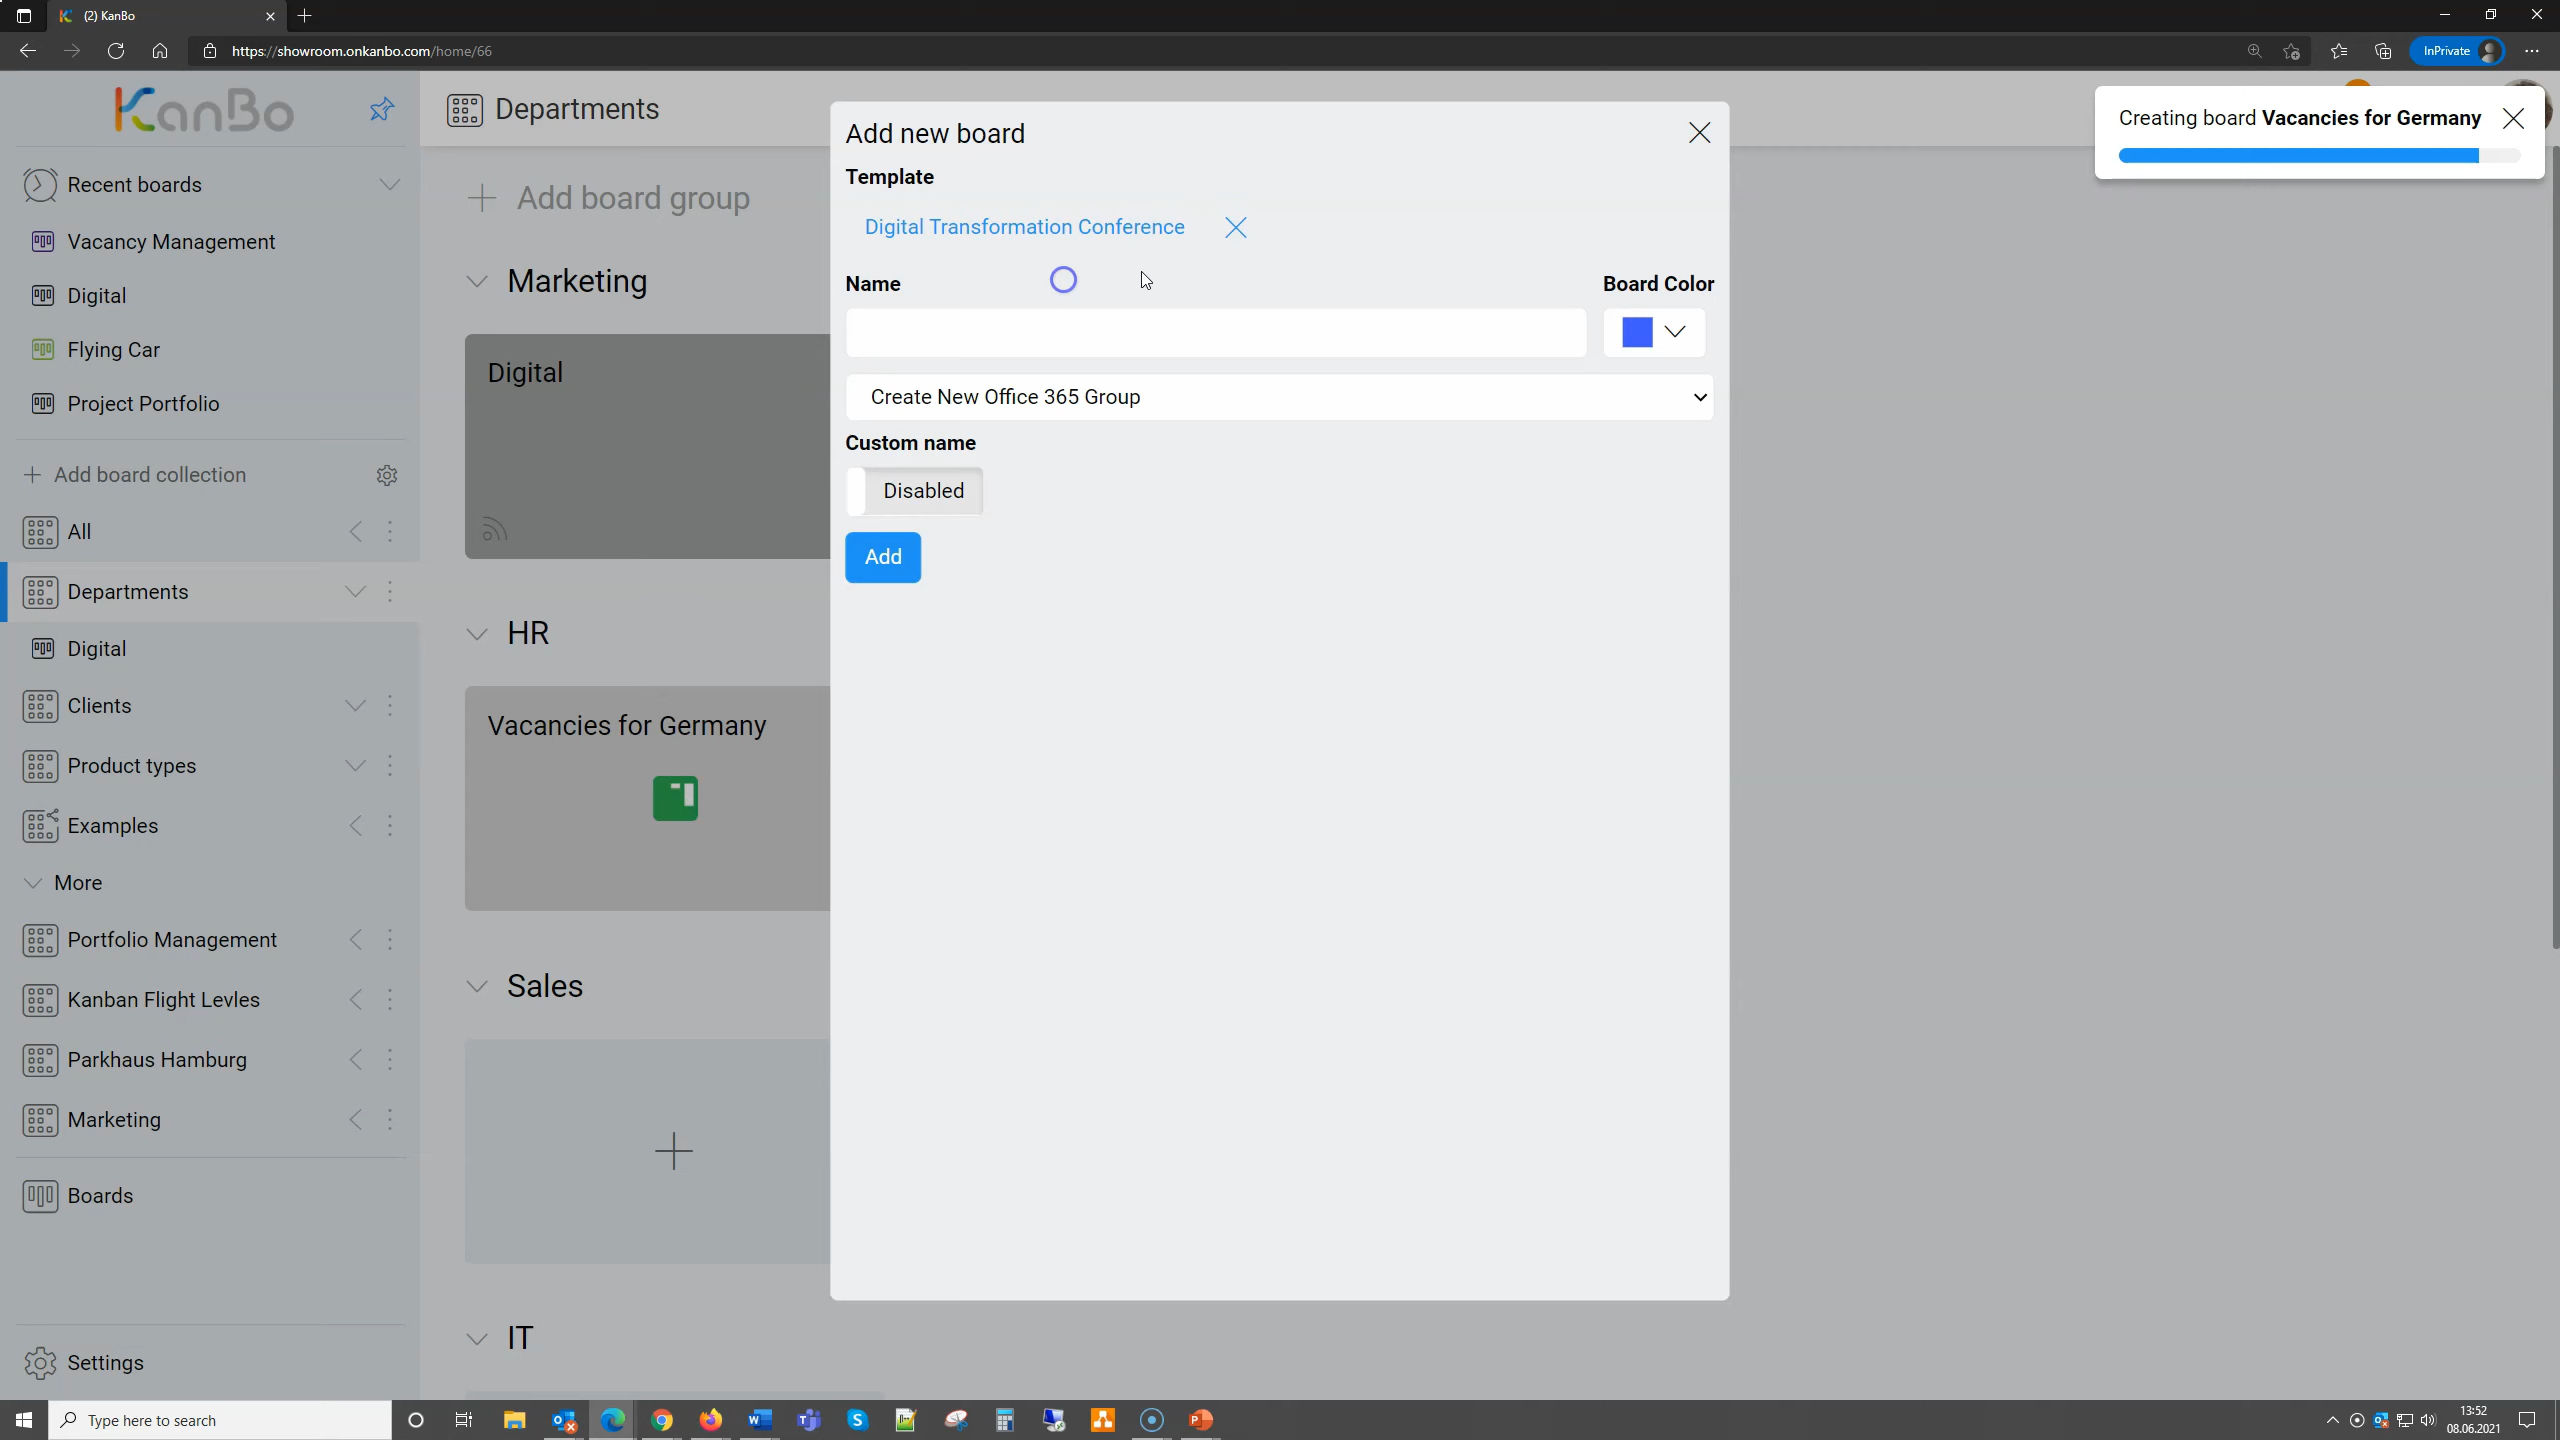 (2) KanBo
https://showroom.onkanbo.com/home/66
InPrivate
KanBo
Recent boards
Vacancy Management
Digital
Flying Car
Project Portfolio
Add board collection
All
Departments
Digital
Clients
Product types
Examples
More
Portfolio Management
Kanban Flight Levles
Parkhaus Hamburg
Marketing
Boards
Settings
Departments
Add board group
Marketing
Digital
HR
Vacancies for Germany
Sales
IT
Add new board
Template
Digital Transformation Conference
Name
Board Color
Create New Office 365 Group
Custom name
Disabled
Add
Creating board Vacancies for Germany
Type here to search
13:52
08.06.2021